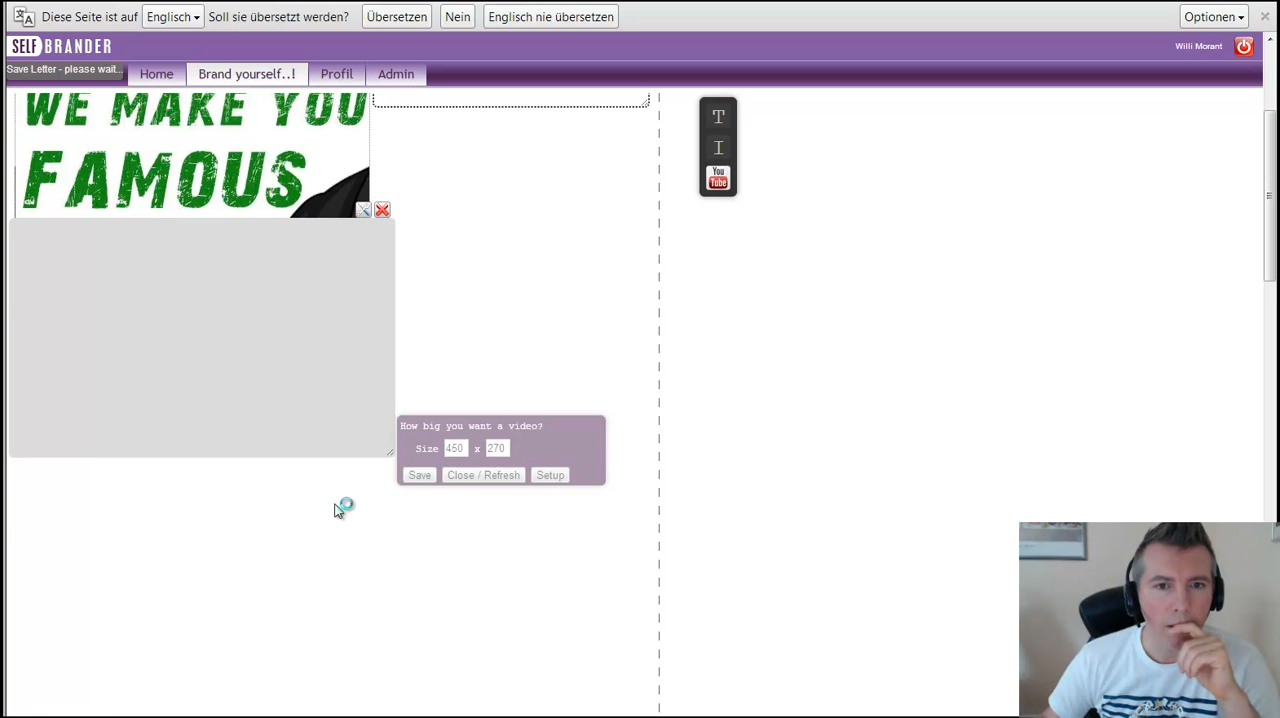 Diese Seite ist auf Englisch Soll sie übersetzt werden? Übersetzen Nein Englisch nie übersetzen Optionen
SELF BRANDER Willi Morant
Save Letter - please wait... Home Brand yourself..! Profil Admin
WE MAKE YOU
FAMOUS
T
I
You
Tube
How big you want a video?
Size 450 x 270
Save Close / Refresh Setup